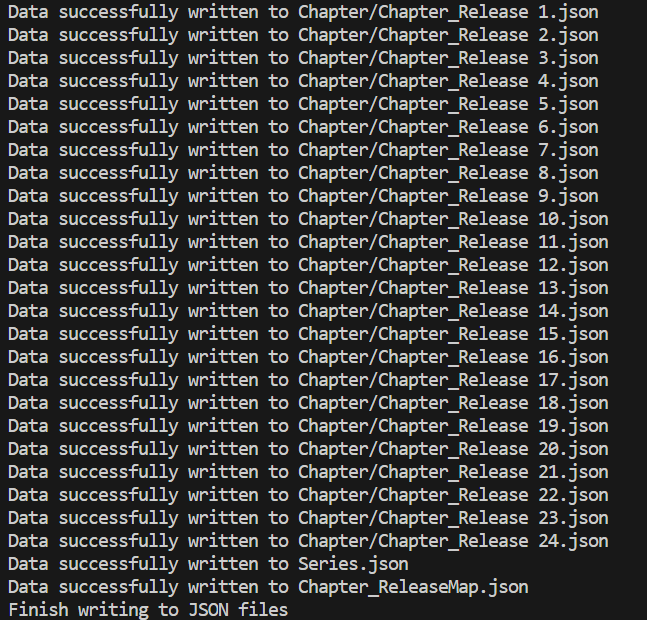 Data successfully written to Chapter/Chapter_Release 1.json
Data successfully written to Chapter/Chapter_Release 2.json
Data successfully written to Chapter/Chapter_Release 3.json
Data successfully written to Chapter/Chapter_Release 4.json
Data successfully written to Chapter/Chapter_Release 5.json
Data successfully written to Chapter/Chapter_Release 6.json
Data successfully written to Chapter/Chapter_Release 7.json
Data successfully written to Chapter/Chapter_Release 8.json
Data successfully written to Chapter/Chapter_Release 9.json
Data successfully written to Chapter/Chapter_Release 10.json
Data successfully written to Chapter/Chapter_Release 11.json
Data successfully written to Chapter/Chapter_Release 12.json
Data successfully written to Chapter/Chapter_Release 13.json
Data successfully written to Chapter/Chapter_Release 14.json
Data successfully written to Chapter/Chapter_Release 15.json
Data successfully written to Chapter/Chapter_Release 16.json
Data successfully written to Chapter/Chapter_Release 17.json
Data successfully written to Chapter/Chapter_Release 18.json
Data successfully written to Chapter/Chapter_Release 19.json
Data successfully written to Chapter/Chapter_Release 20.json
Data successfully written to Chapter/Chapter_Release 21.json
Data successfully written to Chapter/Chapter_Release 22.json
Data successfully written to Chapter/Chapter_Release 23.json
Data successfully written to Chapter/Chapter_Release 24.json
Data successfully written to Series.json
Data successfully written to Chapter_ReleaseMap.json
Finish writing to JSON files